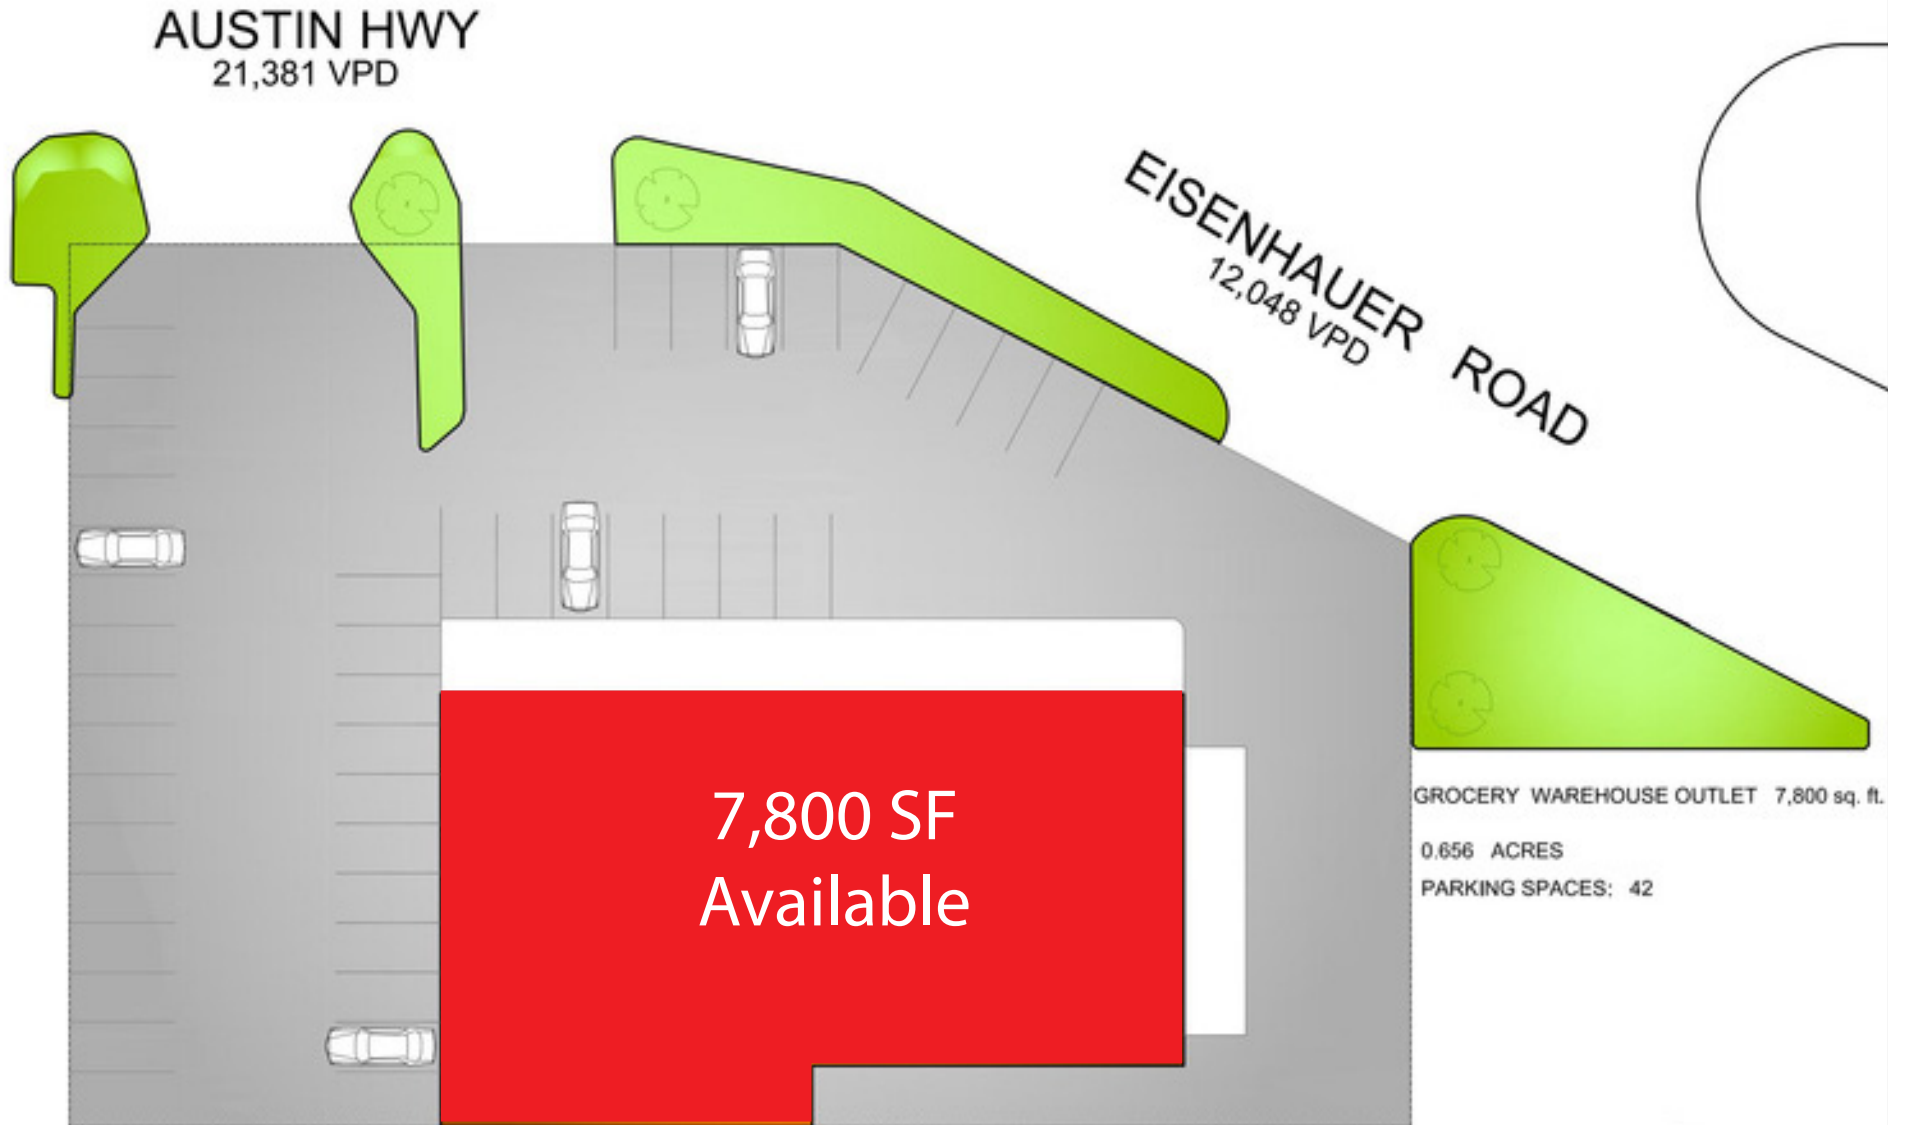 AUSTIN HWY
21,381 VPD
EISENHAUER ROAD
12,048 VPD
7,800 SF
Available
GROCERY WAREHOUSE OUTLET 7,800 sq. ft.
0.656 ACRES
PARKING SPACES: 42